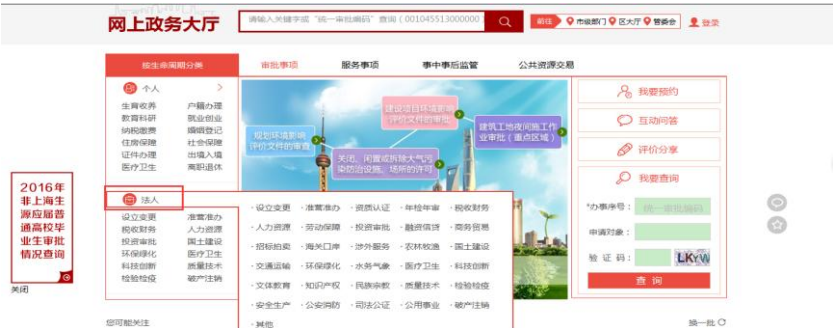 网上政务大厅
请输入关键字或“统一审批编码”查询(001045513000000
前往 市级部门 区大厅 管委会 登录
按生命周期分类 审批事项 服务事项 事中事后监管 公共资源交易
个人 >
生育收养 户籍办理
教育科研 就业创业
纳税缴费 婚姻登记
住房保障 社会保障
证件办理 出境入境
医疗卫生 离职退休
法人
设立变更 准营准办
税收财务 人力资源
投资审批 国土建设
环保绿化 医疗卫生
科技创新 质量技术
检验检疫 破产注销
建设项目环境影响
评价文件的审批
规划环境影响
评价文件的审查
建筑工地夜间施工作
业审批(重点区域)
关闭、闲置或拆除大气污
染防治设施、场所的许可
·设立变更 ·准营准办 ·资质认证 ·年检年审 ·税收财务
·人力资源 ·劳动保障 ·投资审批 ·融资信贷 ·商务贸易
·招标拍卖 ·海关口岸 ·涉外服务 ·农林牧渔 ·国土建设
·交通运输 ·环保绿化 ·水务气象 ·医疗卫生 ·科技创新
·文体教育 ·知识产权 ·民族宗教 ·质量技术 ·检验检疫
·安全生产 ·公安消防 ·司法公证 ·公用事业 ·破产注销
·其他
我要预约
互动问答
评价分享
我要查询
*办事序号: 统一审批编码
申请对象:
验 证 码: LKYW
查 询
2016年
非上海生
源应届普
通高校毕
业生审批
情况查询
关闭
您可能关注 换一批